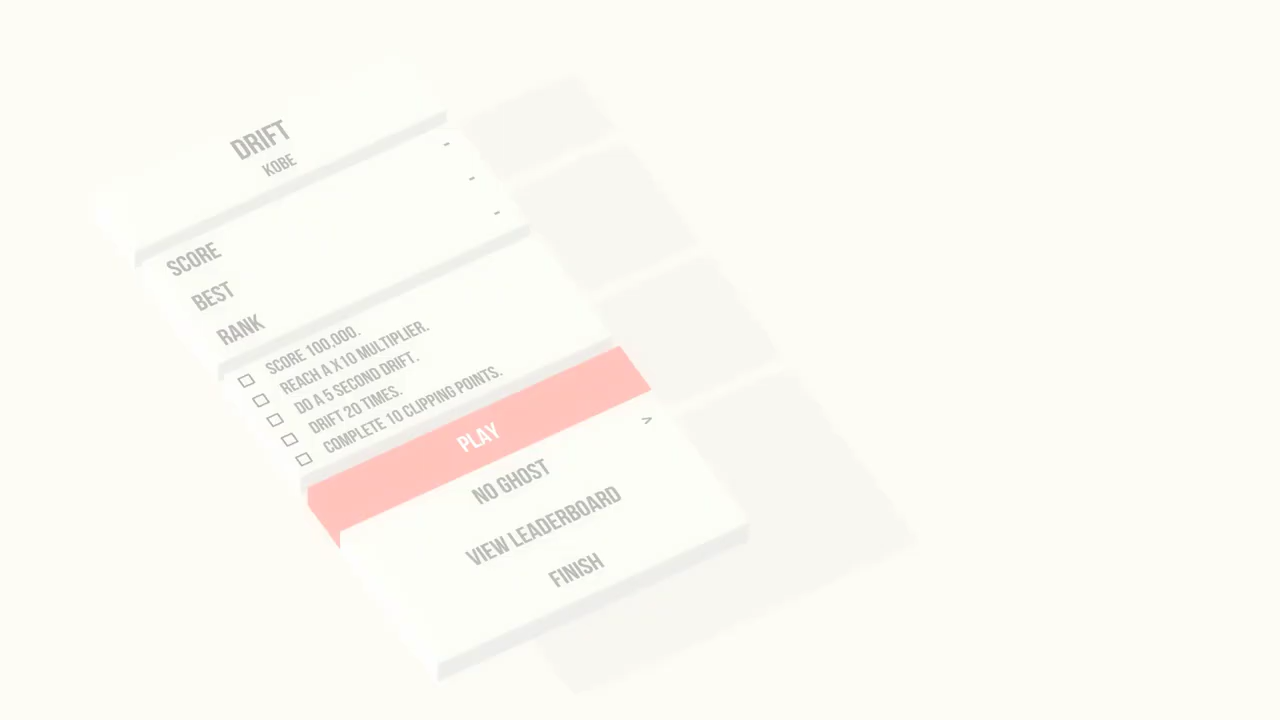 DRIFT
KOBE
SCORE -
BEST -
RANK -
SCORE 100,000.
REACH A X10 MULTIPLIER.
DO A 5 SECOND DRIFT.
DRIFT 20 TIMES.
COMPLETE 10 CLIPPING POINTS.
PLAY
NO GHOST >
VIEW LEADERBOARD
FINISH